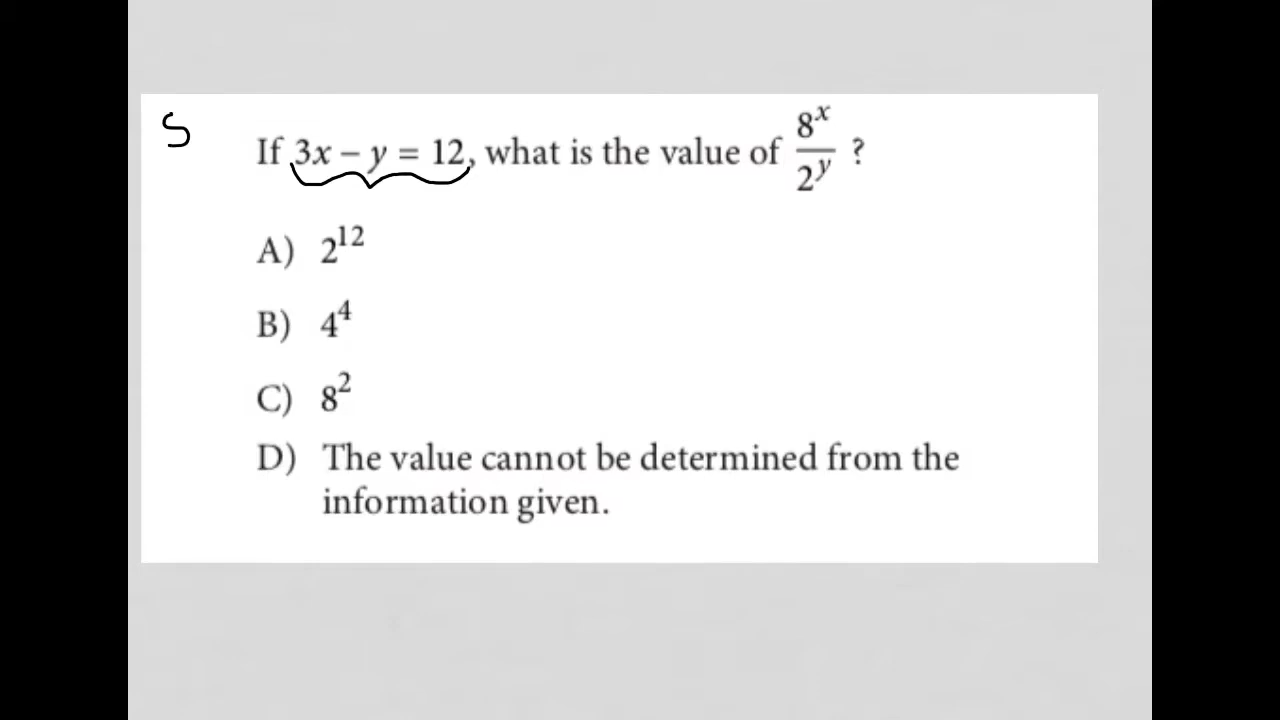 5
If 3x – y = 12, what is the value of 8^x/2^y ?
A) 2^12
B) 4^4
C) 8^2
D) The value cannot be determined from the
information given.